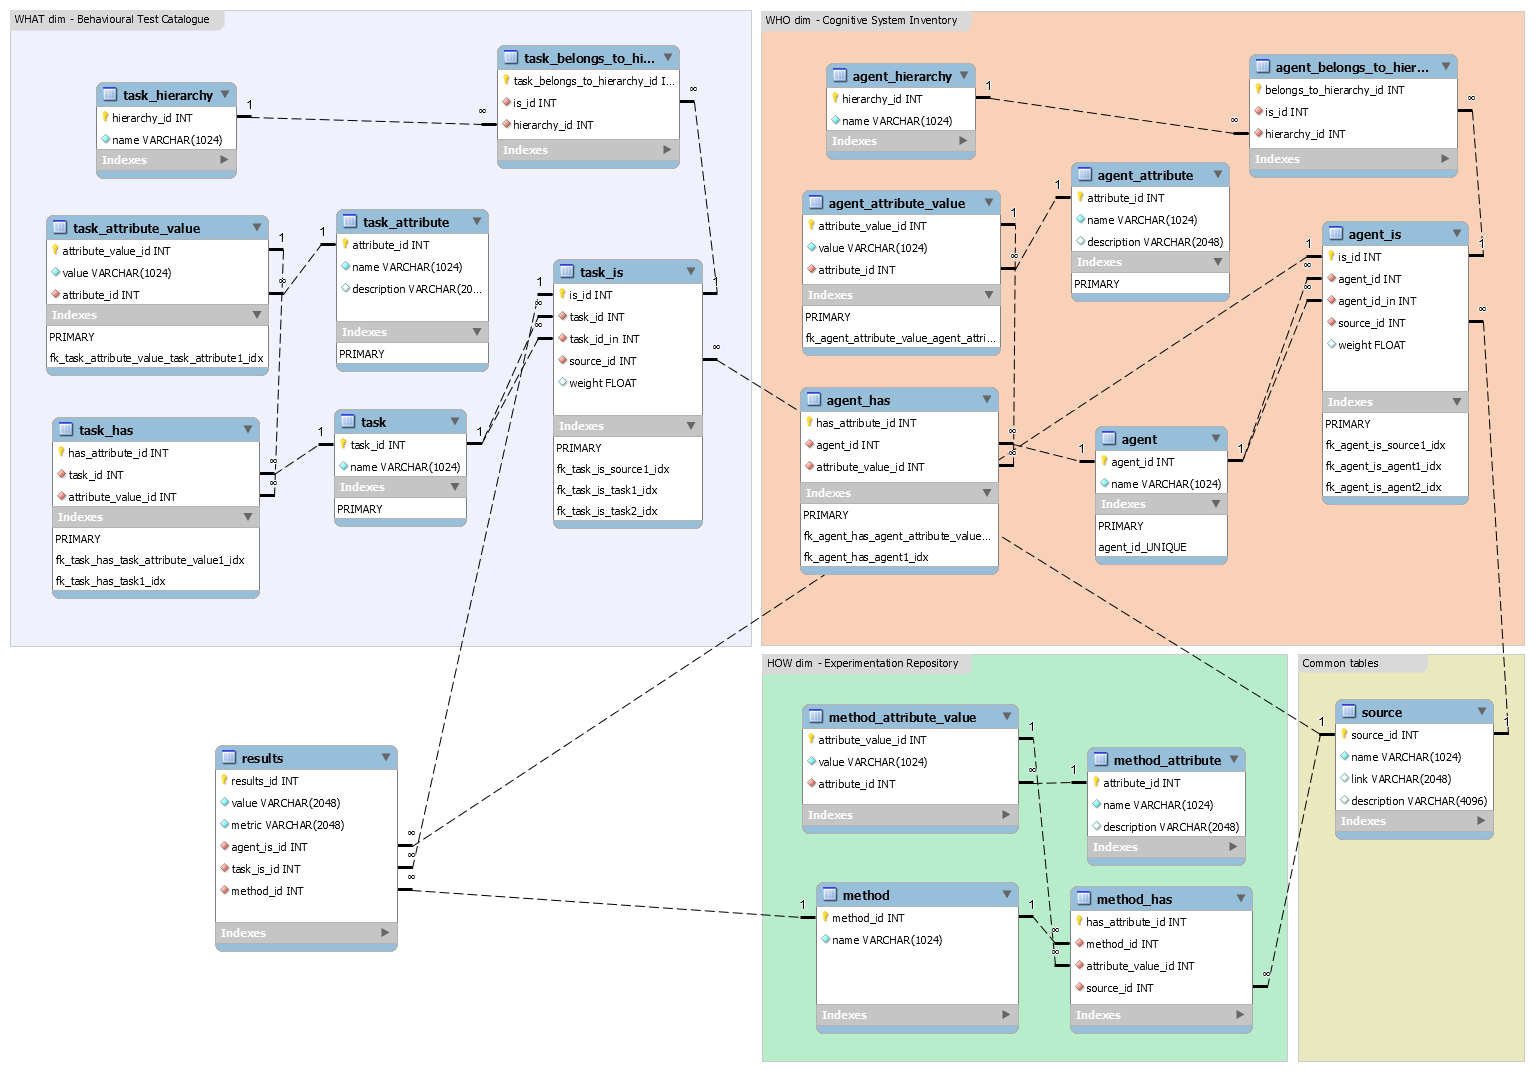 WHAT dim - Behavioural Test Catalogue
task_hierarchy
hierarchy_id INT
name VARCHAR(1024)
Indexes
task_belongs_to_hi...
task_belongs_to_hierarchy_id I...
is_id INT
hierarchy_id INT
Indexes
task_attribute_value
attribute_value_id INT
value VARCHAR(1024)
attribute_id INT
Indexes
PRIMARY
fk_task_attribute_value_task_attribute1_idx
task_attribute
attribute_id INT
name VARCHAR(1024)
description VARCHAR(20...
Indexes
PRIMARY
task_is
is_id INT
task_id INT
task_id_in INT
source_id INT
weight FLOAT
Indexes
PRIMARY
fk_task_is_source1_idx
fk_task_is_task1_idx
fk_task_is_task2_idx
task_has
has_attribute_id INT
task_id INT
attribute_value_id INT
Indexes
PRIMARY
fk_task_has_task_attribute_value1_idx
fk_task_has_task1_idx
task
task_id INT
name VARCHAR(1024)
Indexes
PRIMARY
WHO dim - Cognitive System Inventory
agent_hierarchy
hierarchy_id INT
name VARCHAR(1024)
Indexes
agent_belongs_to_hier...
belongs_to_hierarchy_id INT
is_id INT
hierarchy_id INT
Indexes
agent_attribute_value
attribute_value_id INT
value VARCHAR(1024)
attribute_id INT
Indexes
PRIMARY
fk_agent_attribute_value_agent_attri...
agent_attribute
attribute_id INT
name VARCHAR(1024)
description VARCHAR(2048)
Indexes
PRIMARY
agent_is
is_id INT
agent_id INT
agent_id_in INT
source_id INT
weight FLOAT
Indexes
PRIMARY
fk_agent_is_source1_idx
fk_agent_is_agent1_idx
fk_agent_is_agent2_idx
agent_has
has_attribute_id INT
agent_id INT
attribute_value_id INT
Indexes
PRIMARY
fk_agent_has_agent_attribute_value...
fk_agent_has_agent1_idx
agent
agent_id INT
name VARCHAR(1024)
Indexes
PRIMARY
agent_id_UNIQUE
results
results_id INT
value VARCHAR(2048)
metric VARCHAR(2048)
agent_is_id INT
task_is_id INT
method_id INT
Indexes
HOW dim - Experimentation Repository
method_attribute_value
attribute_value_id INT
value VARCHAR(1024)
attribute_id INT
Indexes
method_attribute
attribute_id INT
name VARCHAR(1024)
description VARCHAR(2048)
Indexes
method
method_id INT
name VARCHAR(1024)
Indexes
method_has
has_attribute_id INT
method_id INT
attribute_value_id INT
source_id INT
Indexes
Common tables
source
source_id INT
name VARCHAR(1024)
link VARCHAR(2048)
description VARCHAR(4096)
Indexes